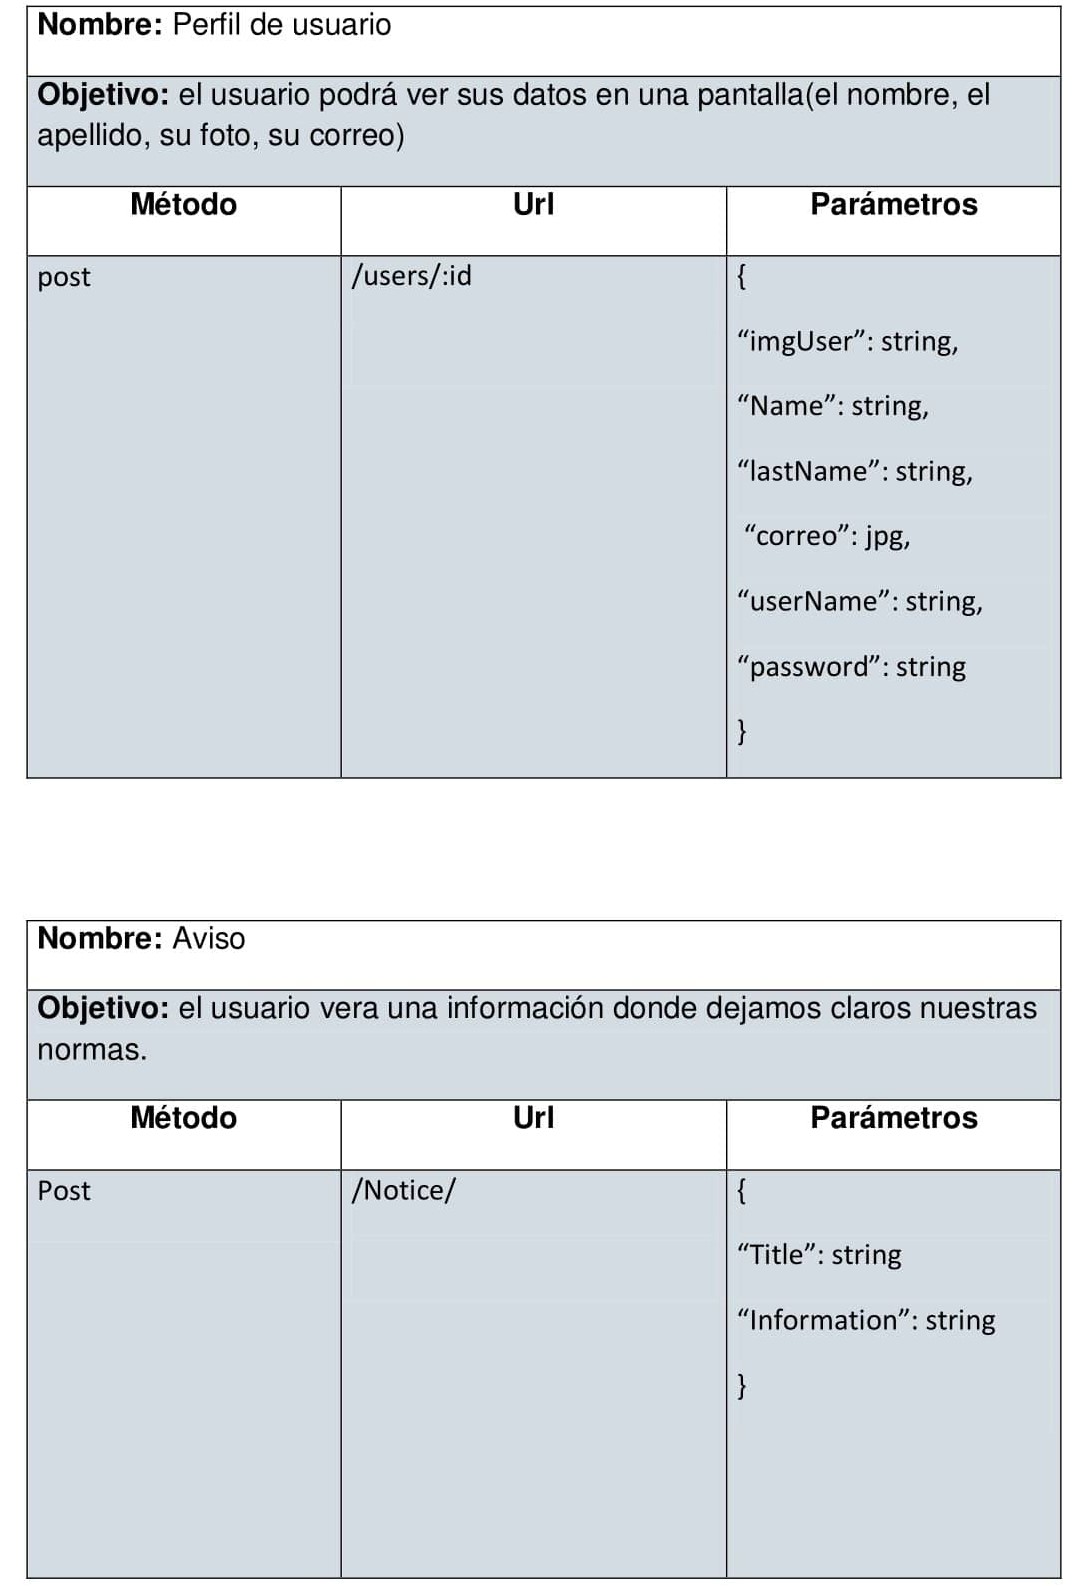 Nombre: Perfil de usuario
Objetivo: el usuario podrá ver sus datos en una pantalla(el nombre, el
apellido, su foto, su correo)
Método Url Parámetros
post /users/:id {
“imgUser”: string,
“Name”: string,
“lastName”: string,
“correo”: jpg,
“userName”: string,
“password”: string
}
Nombre: Aviso
Objetivo: el usuario vera una información donde dejamos claros nuestras
normas.
Método Url Parámetros
Post /Notice/ {
“Title”: string
“Information”: string
}